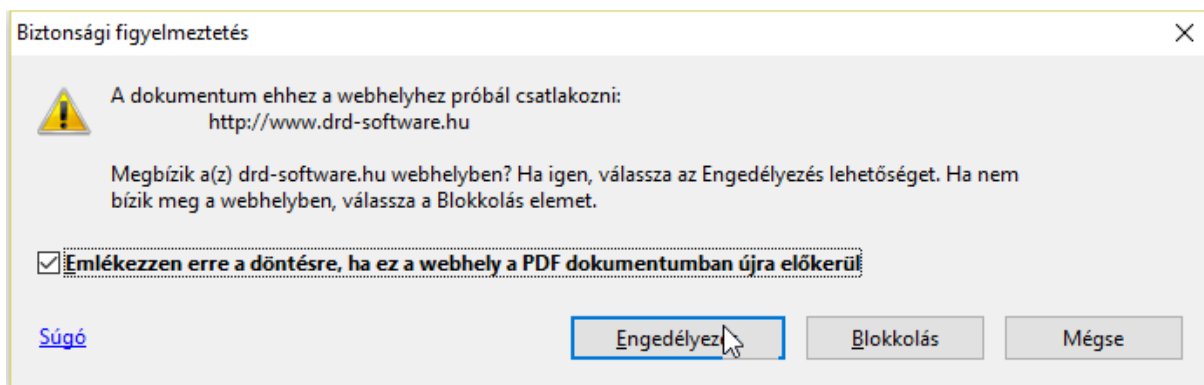 Biztonsági figyelmeztetés
A dokumentum ehhez a webhelyhez próbál csatlakozni:
http://www.drd-software.hu
Megbízik a(z) drd-software.hu webhelyben? Ha igen, válassza az Engedélyezés lehetőséget. Ha nem
bízik meg a webhelyben, válassza a Blokkolás elemet.
Emlékezzen erre a döntésre, ha ez a webhely a PDF dokumentumban újra előkerül
Súgó
Engedélyezés
Blokkolás
Mégse